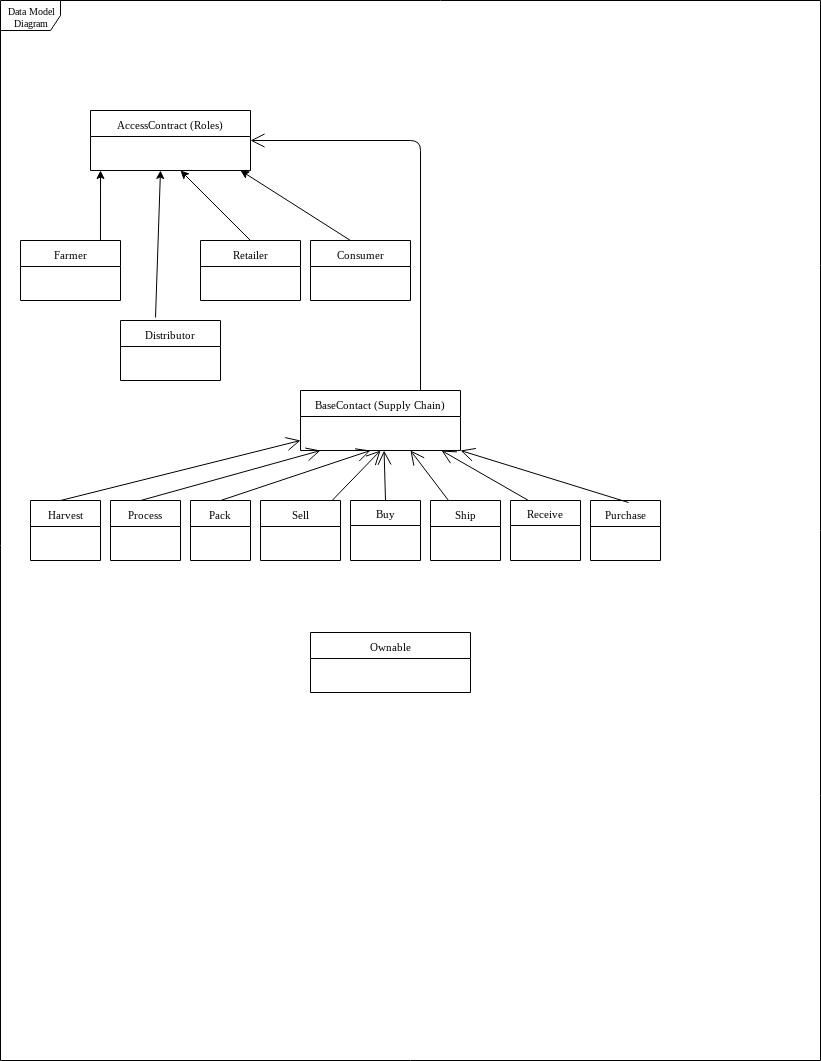 Data Model
Diagram
AccessContract (Roles)
Farmer
Retailer
Consumer
Distributor
BaseContact (Supply Chain)
Harvest
Process
Pack
Sell
Buy
Ship
Receive
Purchase
Ownable